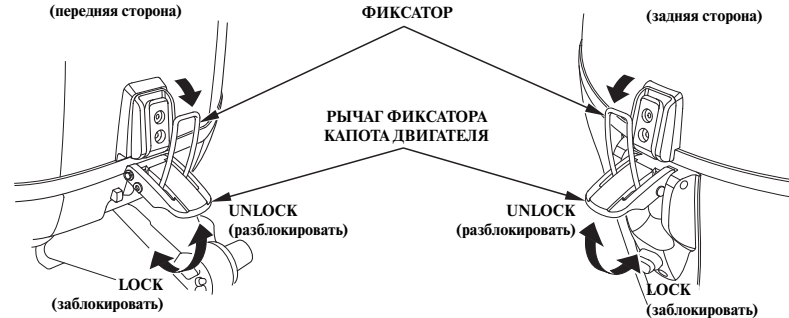 (передняя сторона)
ФИКСАТОР
(задняя сторона)
РЫЧАГ ФИКСАТОРА
КАПОТА ДВИГАТЕЛЯ
UNLOCK
(разблокировать)
UNLOCK
(разблокировать)
LOCK
(заблокировать)
LOCK
(заблокировать)